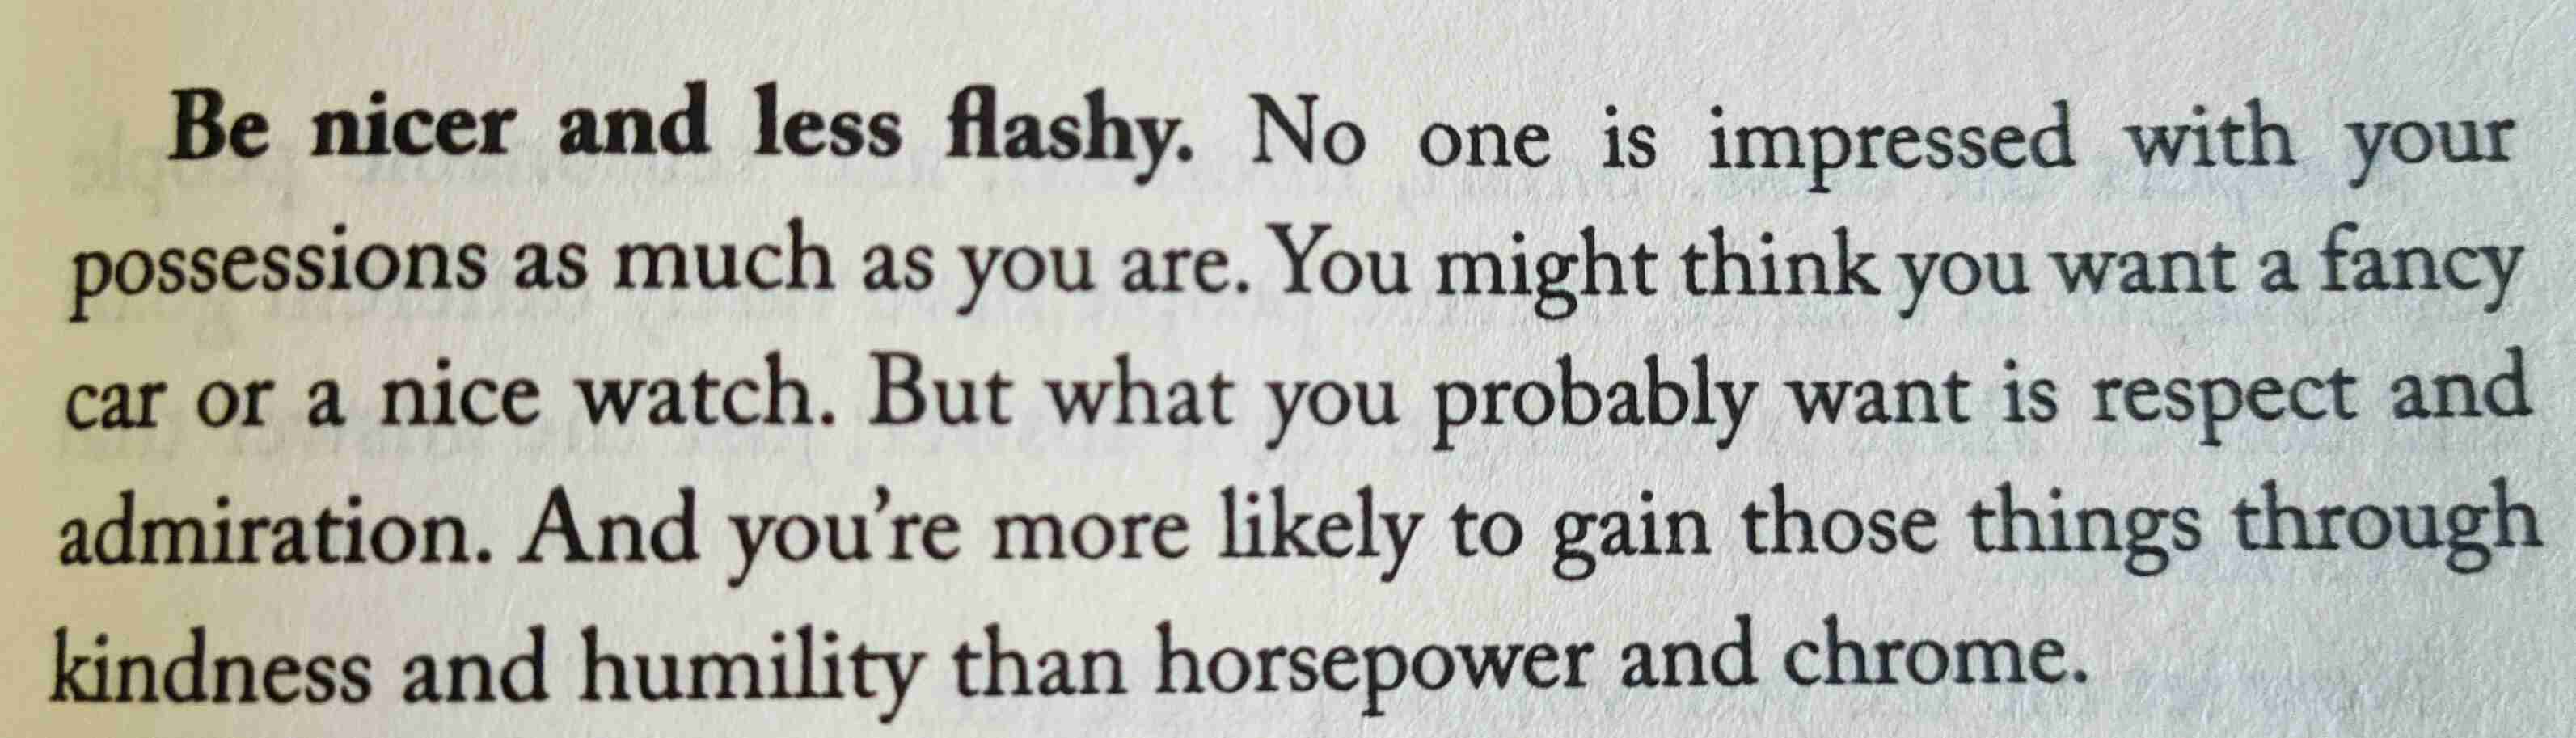 Be nicer and less flashy. No one is impressed with your
possessions as much as you are. You might think you want a fancy
car or a nice watch. But what you probably want is respect and
admiration. And you're more likely to gain those things through
kindness and humility than horsepower and chrome.